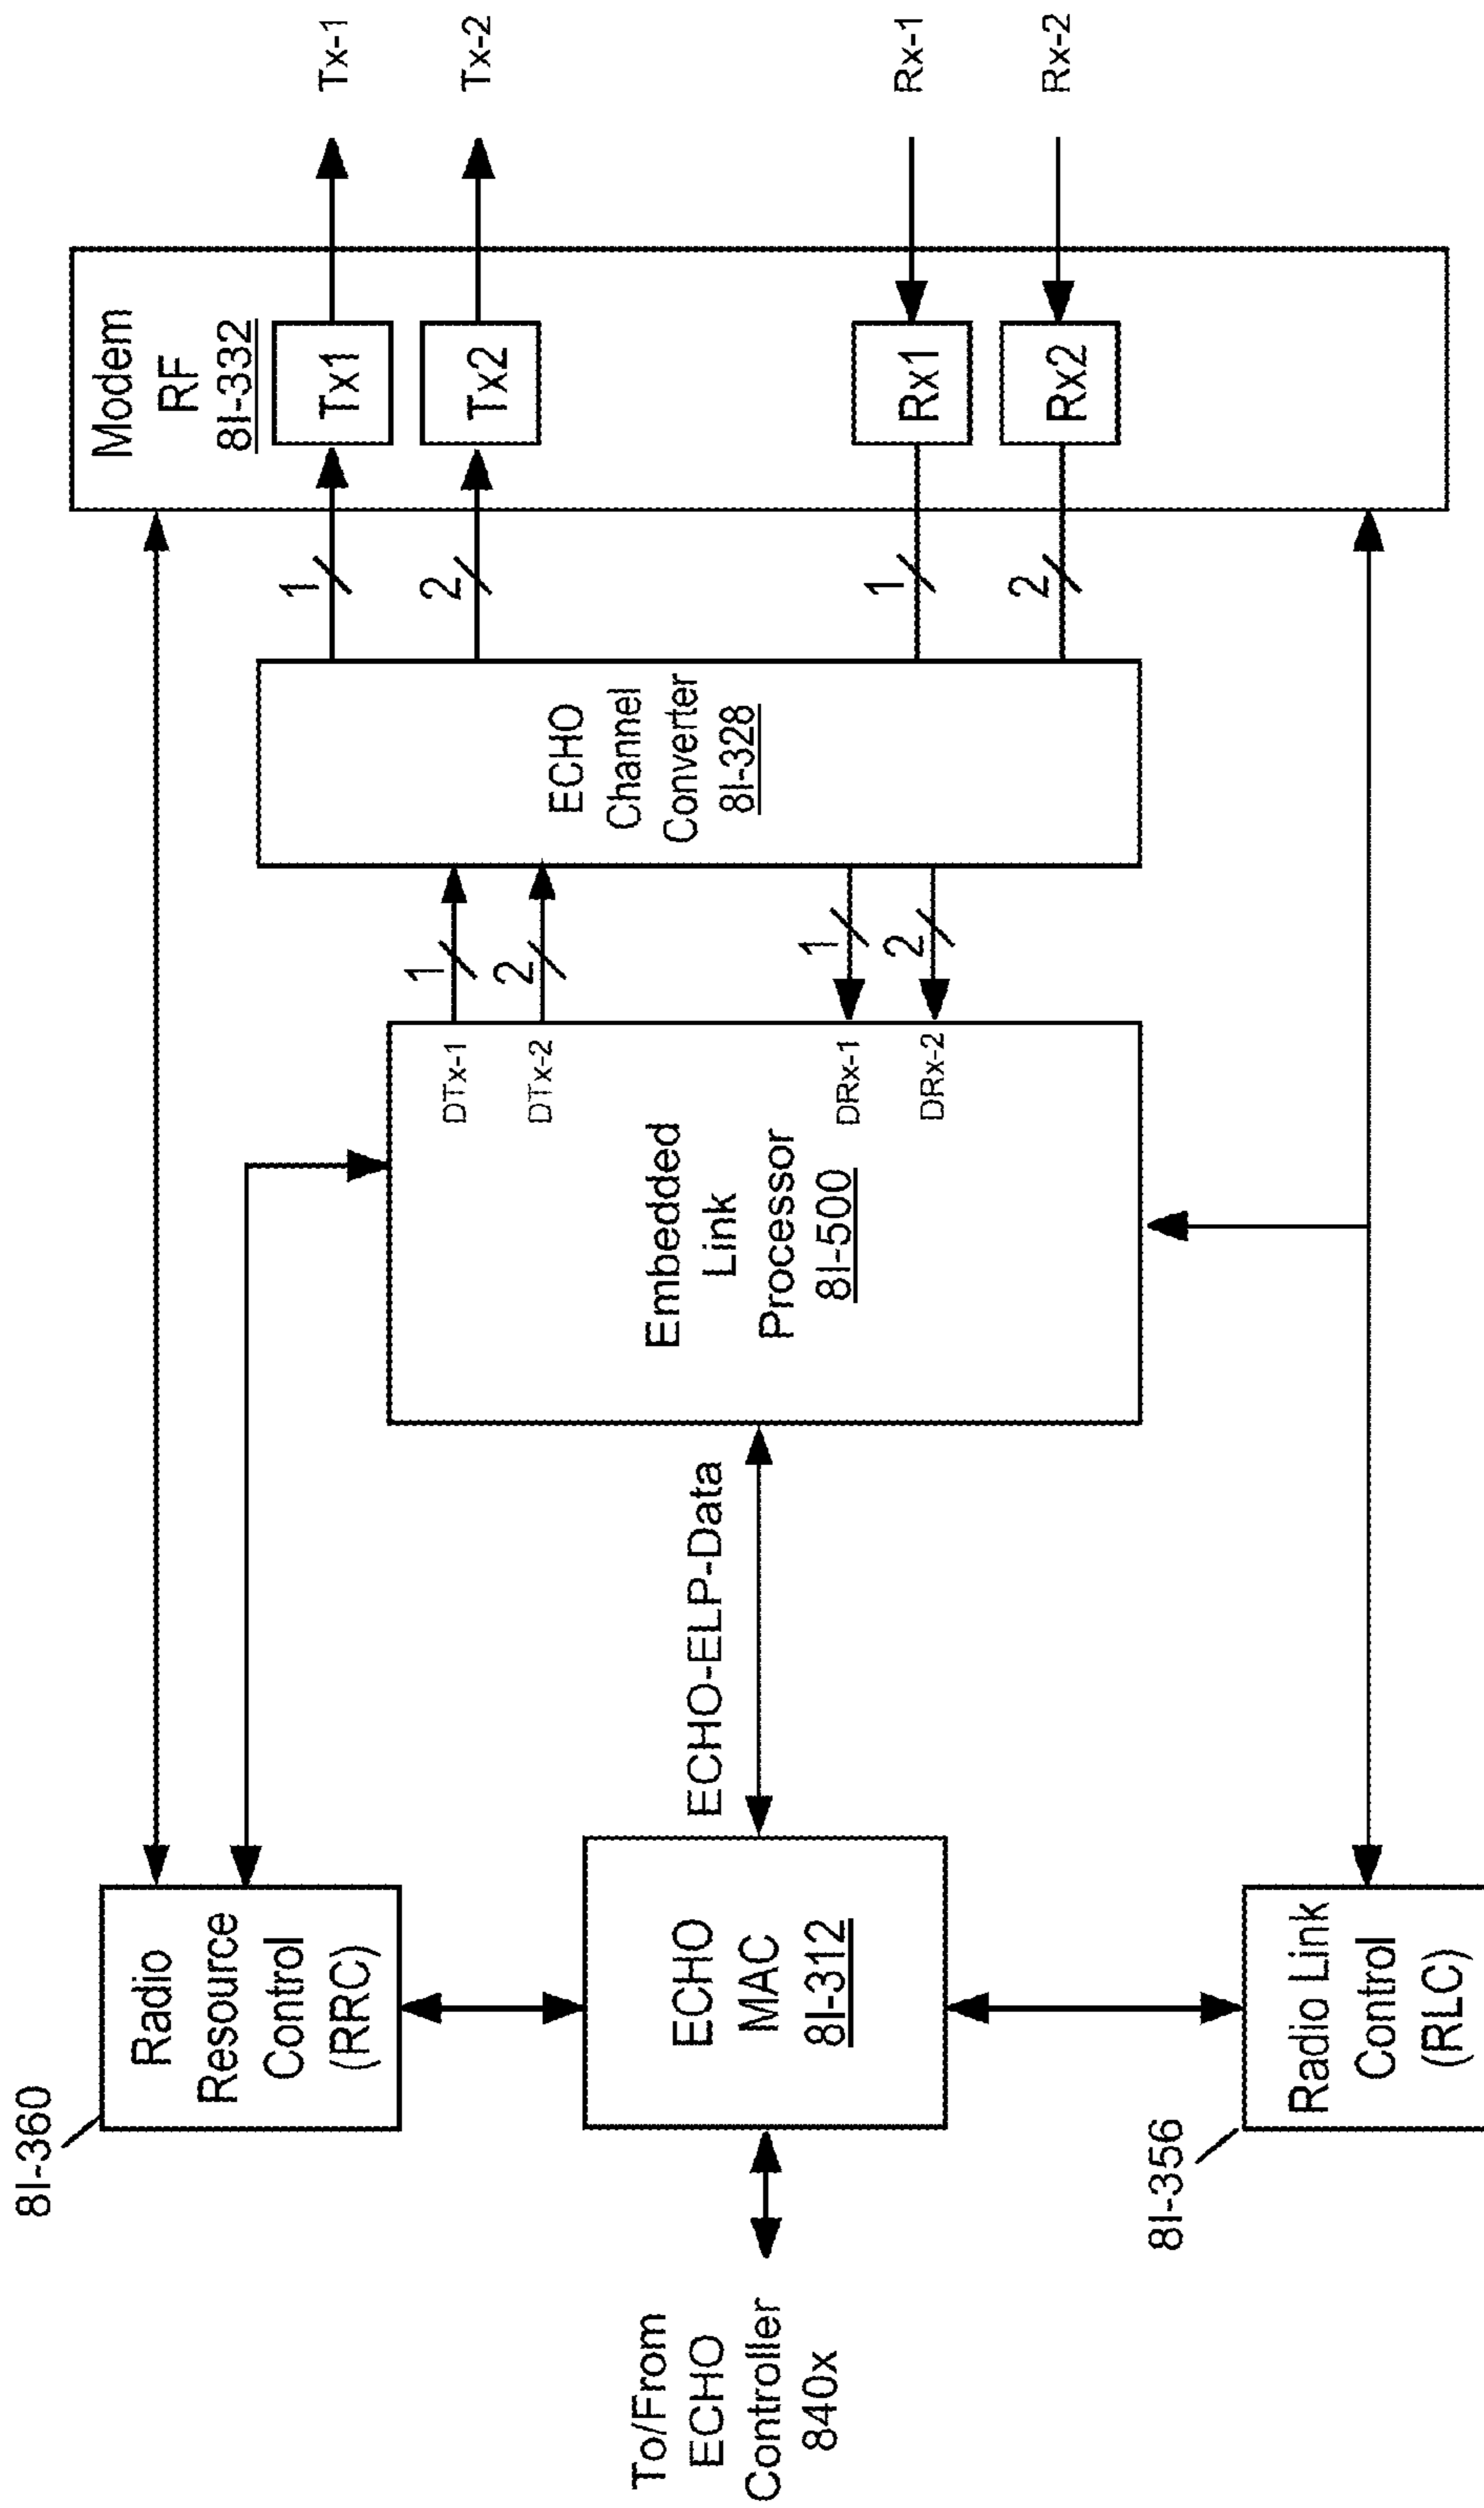 8I-360
Radio
Resource
Control
(RRC)
To/From
ECHO
Controller
840x
ECHO
MAC
8I-312
8I-356
Radio Link
Control
(RLC)
ECHO-ELP-Data
Embedded
Link
Processor
8I-500
DTx-1
DTx-2
DRx-1
DRx-2
1
2
1
2
ECHO
Channel
Converter
8I-328
1
2
1
2
Modem
RF
8I-332
Tx1
Tx2
Rx1
Rx2
Tx-1
Tx-2
Rx-1
Rx-2